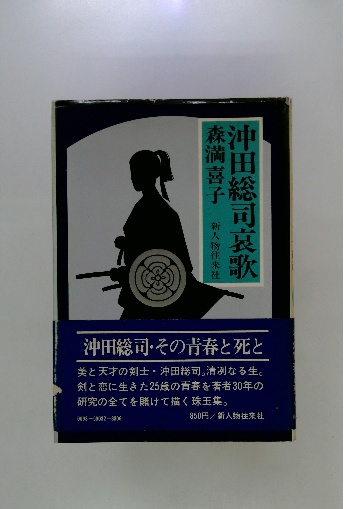 沖田総司哀歌
森満喜子
新人物往来社
沖田総司・その青春と死と
美と天才の剣士・沖田総司。清冽なる生。
剣と恋に生きた25歳の青春を著者30年の
研究の全てを賭けて描く珠玉集。
850円／新人物往来社